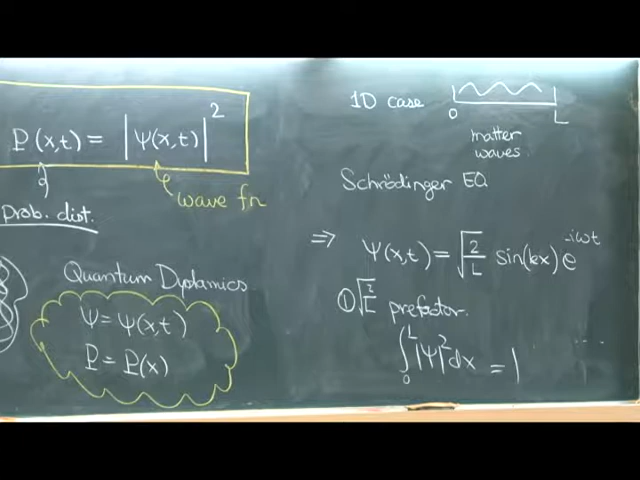 P(x,t) = |Ψ(x,t)|²
prob. dist.
wave fn
Quantum Dynamics
Ψ = Ψ(x,t)
P = P(x)
1D case
0 L
matter
waves.
Schrödinger EQ
⇒ Ψ(x,t) = √(2/L) sin(kx) e^{-iωt}
① √(2/L) prefactor.
∫₀ᴸ |Ψ|² dx = 1